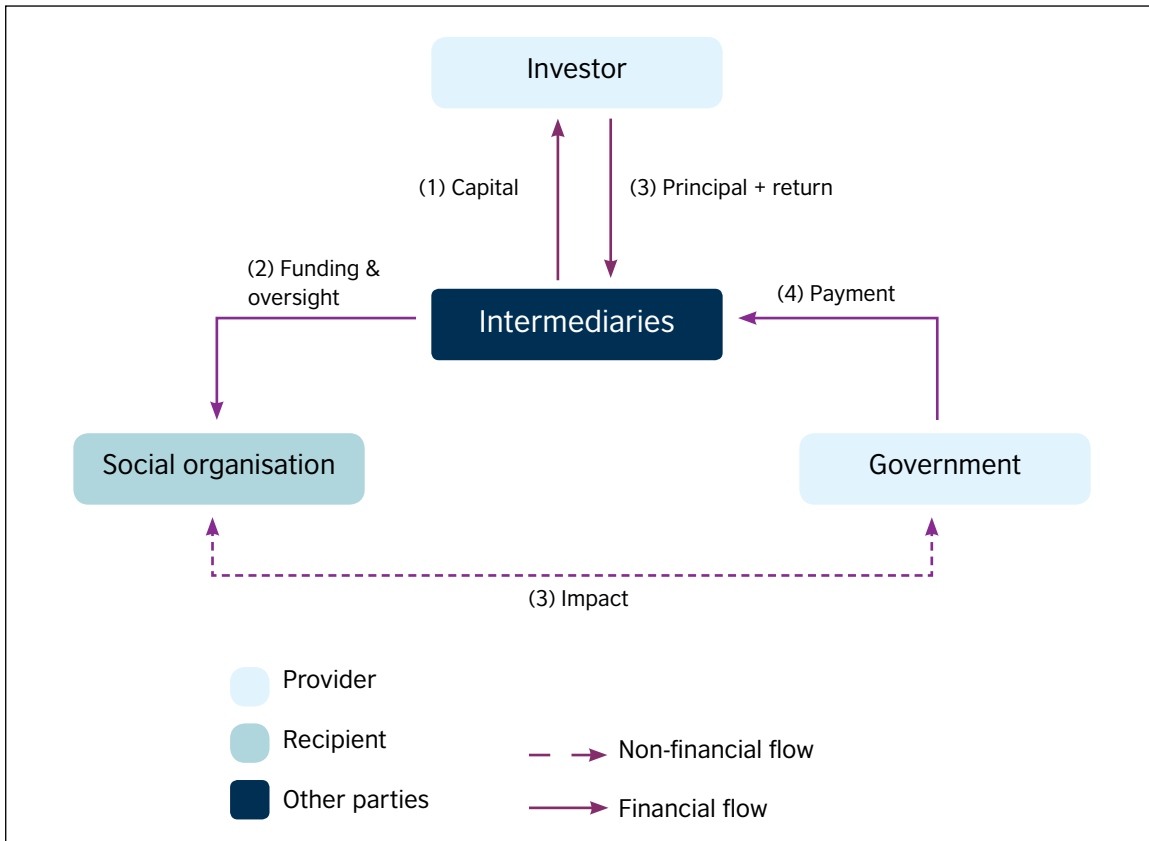 Investor
(1) Capital
(3) Principal + return
(2) Funding &
oversight
Intermediaries
(4) Payment
Social organisation
Government
(3) Impact
Provider
Recipient
Other parties
Non-financial flow
Financial flow